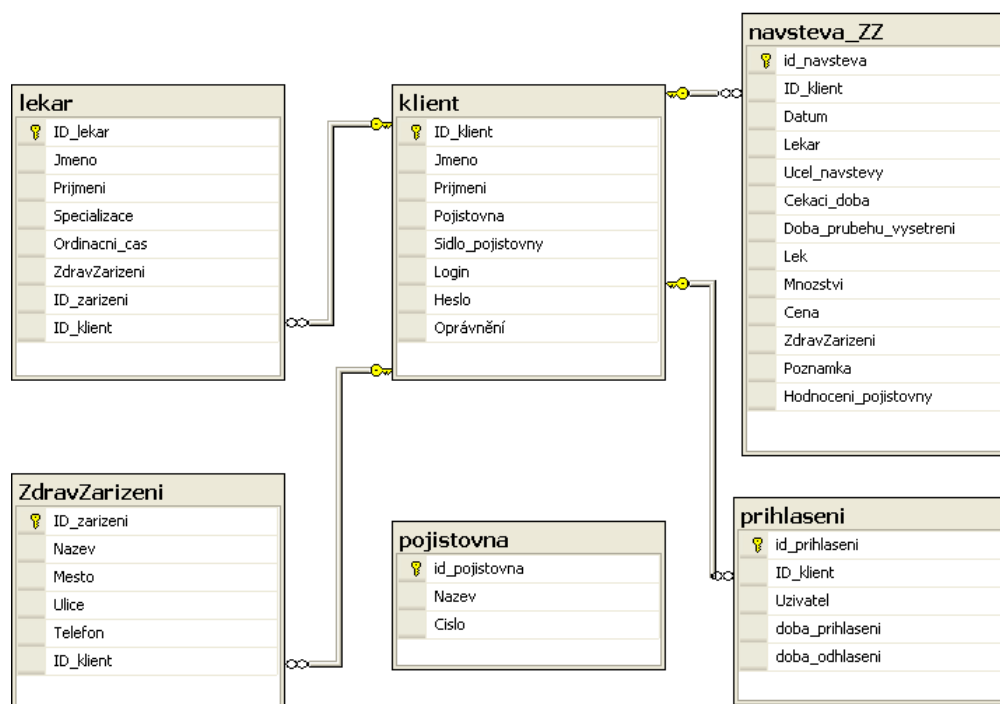 lekar
ID_lekar
Jmeno
Prijmeni
Specializace
Ordinacni_cas
ZdravZarizeni
ID_zarizeni
ID_klient
klient
ID_klient
Jmeno
Prijmeni
Pojistovna
Sidlo_pojistovny
Login
Heslo
Oprávnění
navsteva_ZZ
id_navsteva
ID_klient
Datum
Lekar
Ucel_navstevy
Cekaci_doba
Doba_prubehu_vysetreni
Lek
Mnozstvi
Cena
ZdravZarizeni
Poznamka
Hodnoceni_pojistovny
ZdravZarizeni
ID_zarizeni
Nazev
Mesto
Ulice
Telefon
ID_klient
pojistovna
id_pojistovna
Nazev
Cislo
prihlaseni
id_prihlaseni
ID_klient
Uzivatel
doba_prihlaseni
doba_odhlaseni